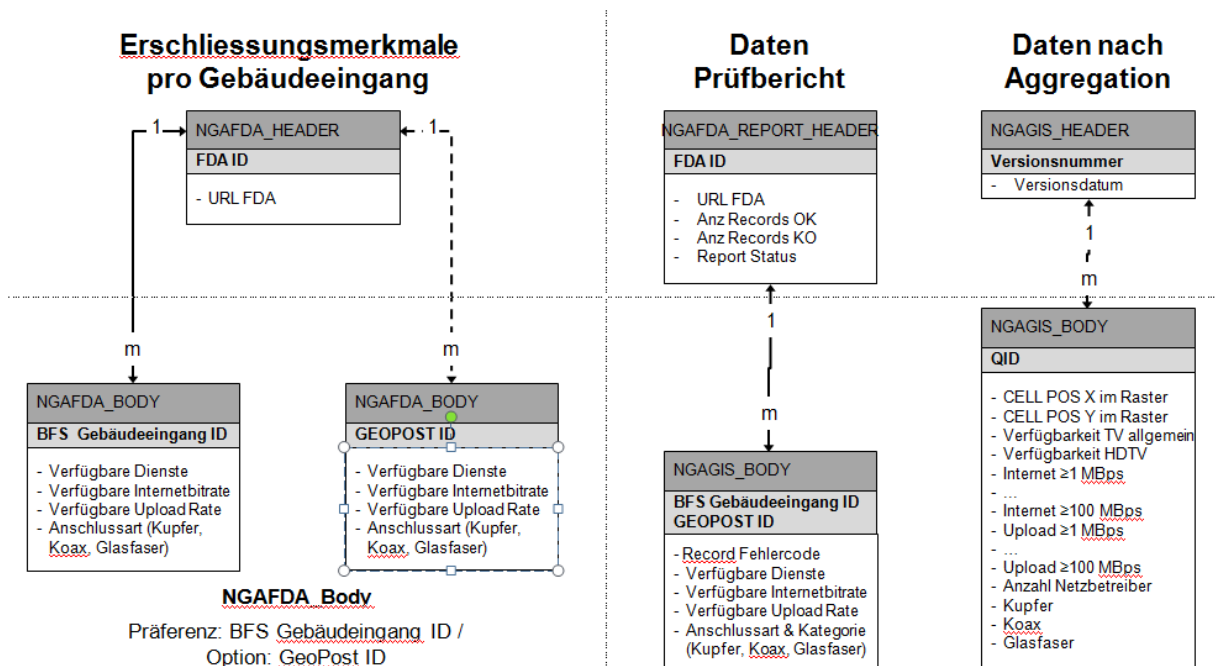 Erschliessungsmerkmale
pro Gebäudeeingang
1
NGAFDA_HEADER
1
FDA ID
- URL FDA
m
m
NGAFDA_BODY
BFS Gebäudeeingang ID
- Verfügbare Dienste
- Verfügbare Internetbitrate
- Verfügbare Upload Rate
- Anschlussart (Kupfer,
Koax, Glasfaser)
NGAFDA_BODY
GEOPOST ID
- Verfügbare Dienste
- Verfügbare Internetbitrate
- Verfügbare Upload Rate
- Anschlussart (Kupfer,
Koax, Glasfaser)
NGAFDA_Body
Präferenz: BFS Gebäudeingang ID /
Option: GeoPost ID
Daten
Prüfbericht
NGAFDA_REPORT_HEADER
FDA ID
- URL FDA
- Anz Records OK
- Anz Records KO
- Report Status
1
m
NGAGIS_BODY
BFS Gebäudeeingang ID
GEOPOST ID
- Record Fehlercode
- Verfügbare Dienste
- Verfügbare Internetbitrate
- Verfügbare Upload Rate
- Anschlussart & Kategorie
(Kupfer, Koax, Glasfaser)
Daten nach
Aggregation
NGAGIS_HEADER
Versionsnummer
- Versionsdatum
1
m
NGAGIS_BODY
QID
- CELL POS X im Raster
- CELL POS Y im Raster
- Verfügbarkeit TV allgemein
- Verfügbarkeit HDTV
- Internet ≥1 MBps
- ...
- Internet ≥100 MBps
- Upload ≥1 MBps
- ...
- Upload ≥100 MBps
- Anzahl Netzbetreiber
- Kupfer
- Koax
- Glasfaser